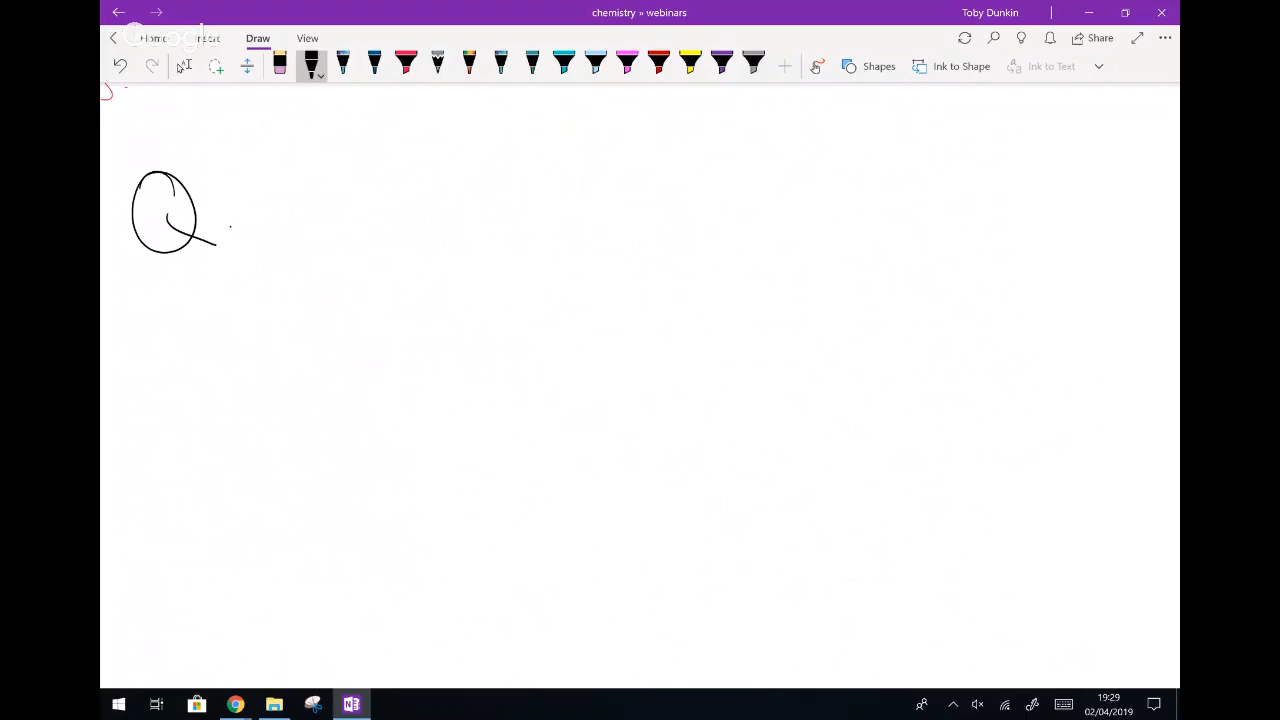 chemistry » webinars
Toby Dunkin
Google
Home
Insert
Draw
View
Share
Shapes
Ink to Shape
Ink to Text
Q
19:29
02/04/2019